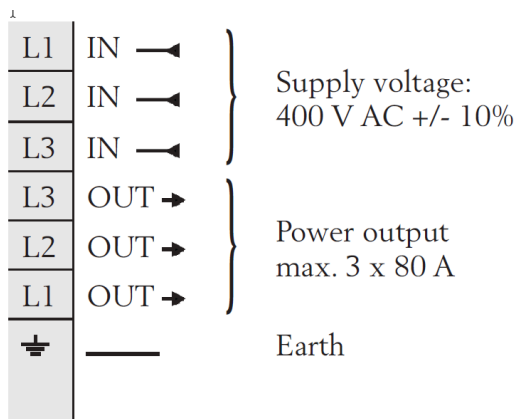 L1 IN
L2 IN
L3 IN
Supply voltage:
400 V AC +/- 10%
L3 OUT
L2 OUT
L1 OUT
Power output
max. 3 x 80 A
Earth